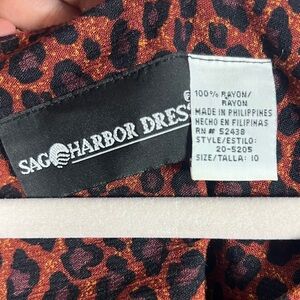 SAG HARBOR DRESS
100% RAYON/
RAYON
MADE IN PHILIPPINES
HECHO EN FILIPINAS
RN# 52438
STYLE/ESTILO:
20-5205
SIZE/TALLA: 10